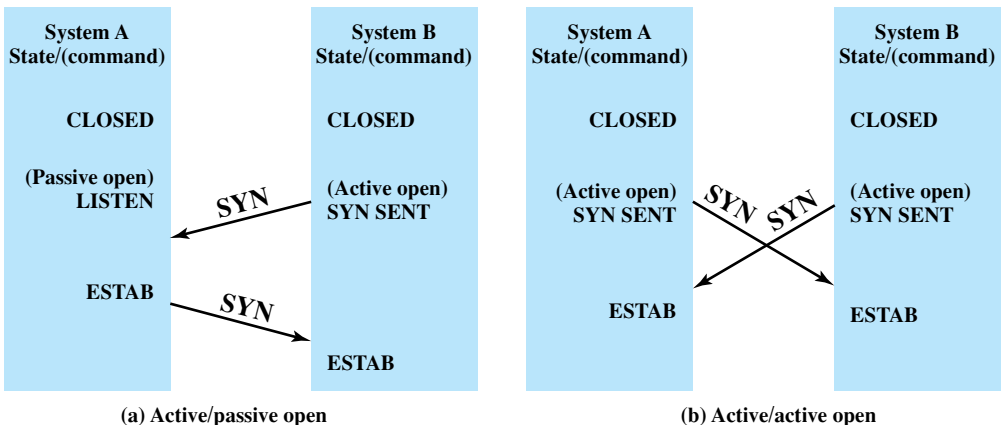 System A
State/(command)
System B
State/(command)
CLOSED
CLOSED
(Passive open)
LISTEN
SYN
(Active open)
SYN SENT
ESTAB
SYN
ESTAB
(a) Active/passive open
System A
State/(command)
System B
State/(command)
CLOSED
CLOSED
(Active open)
SYN SENT
SYN
SYN
(Active open)
SYN SENT
ESTAB
ESTAB
(b) Active/active open